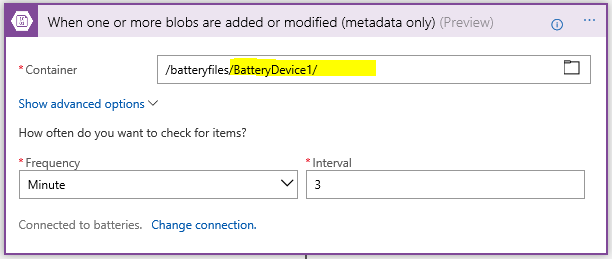 When one or more blobs are added or modified (metadata only) (Preview)
* Container
/batteryfiles/BatteryDevice1/
Show advanced options
How often do you want to check for items?
* Frequency
* Interval
Minute
3
Connected to batteries. Change connection.